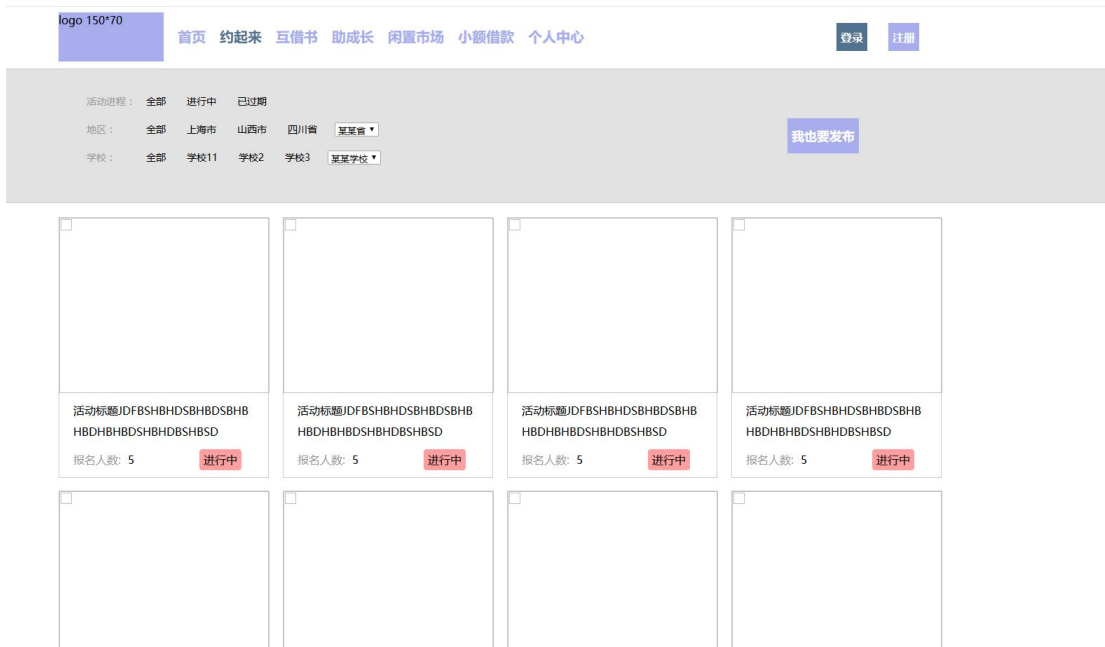 logo 150*70
首页 约起来 互借书 助成长 闲置市场 小额借款 个人中心 登录 注册
活动进程： 全部 进行中 已过期
地区： 全部 上海市 山西市 四川省 某某省
学校： 全部 学校11 学校2 学校3 某某学校
我也要发布
活动标题JDFBSHBHDSBHBDSBHB
HBDHBHBDSHBHDBSHBSD
报名人数: 5 进行中
活动标题JDFBSHBHDSBHBDSBHB
HBDHBHBDSHBHDBSHBSD
报名人数: 5 进行中
活动标题JDFBSHBHDSBHBDSBHB
HBDHBHBDSHBHDBSHBSD
报名人数: 5 进行中
活动标题JDFBSHBHDSBHBDSBHB
HBDHBHBDSHBHDBSHBSD
报名人数: 5 进行中